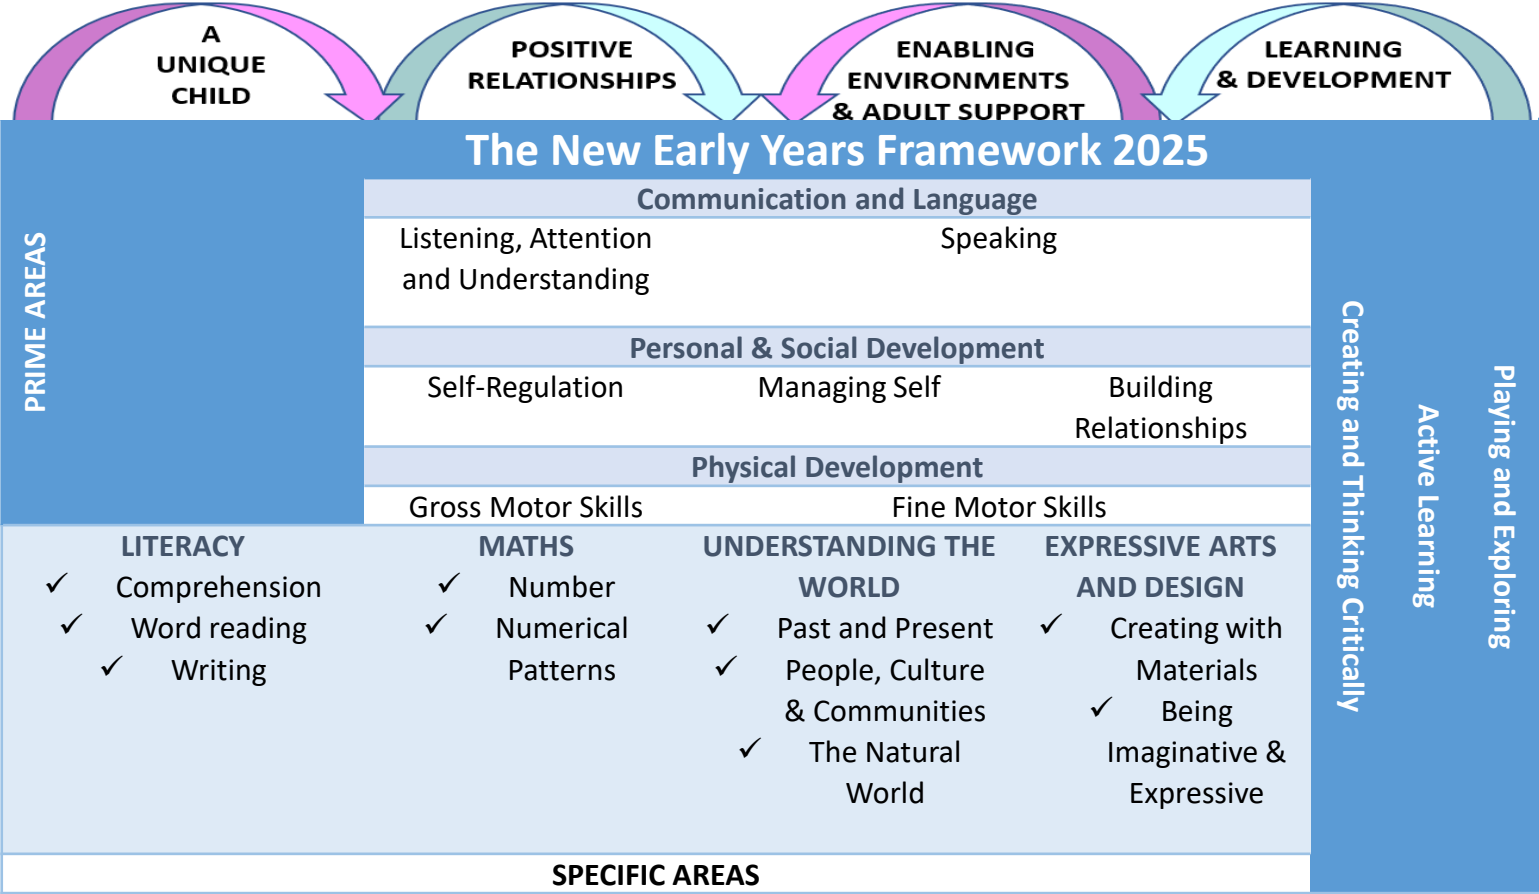 A
UNIQUE
CHILD
POSITIVE
RELATIONSHIPS
ENABLING
ENVIRONMENTS
& ADULT SUPPORT
LEARNING
& DEVELOPMENT
The New Early Years Framework 2025
PRIME AREAS
Communication and Language
Listening, Attention
and Understanding
Speaking
Personal & Social Development
Self-Regulation
Managing Self
Building
Relationships
Physical Development
Gross Motor Skills
Fine Motor Skills
LITERACY
✓ Comprehension
✓ Word reading
✓ Writing
MATHS
✓ Number
✓ Numerical
Patterns
UNDERSTANDING THE
WORLD
✓ Past and Present
✓ People, Culture
& Communities
✓ The Natural
World
EXPRESSIVE ARTS
AND DESIGN
✓ Creating with
Materials
✓ Being
Imaginative &
Expressive
SPECIFIC AREAS
Creating and Thinking Critically
Active Learning
Playing and Exploring